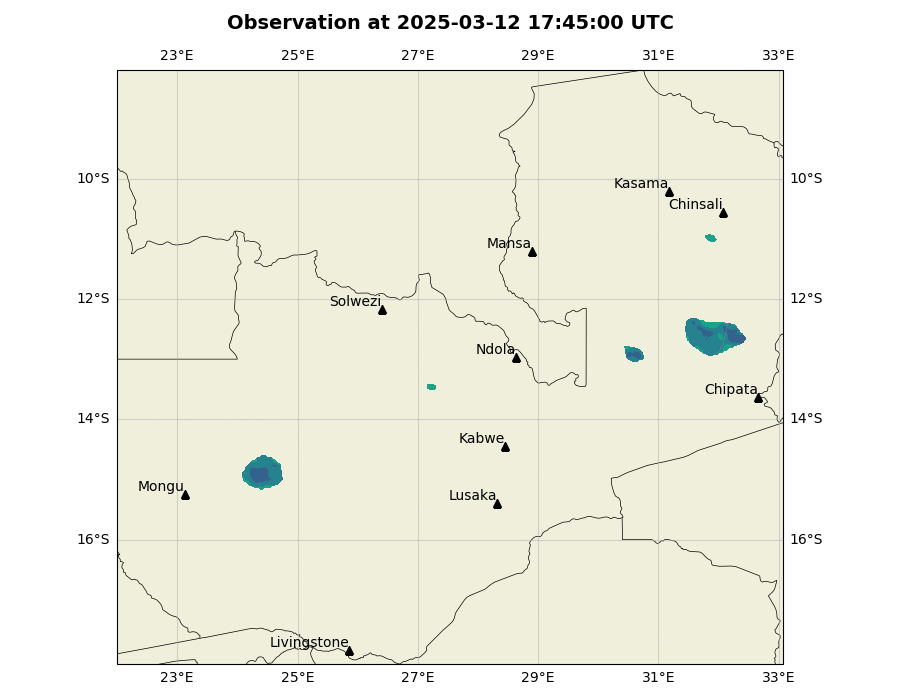 Observation at 2025-03-12 17:45:00 UTC
23°E 25°E 27°E 29°E 31°E 33°E
10°S 10°S
Kasama
Chinsali
Mansa
12°S 12°S
Solwezi
Ndola
Chipata
14°S 14°S
Kabwe
Mongu
Lusaka
16°S 16°S
Livingstone
23°E 25°E 27°E 29°E 31°E 33°E